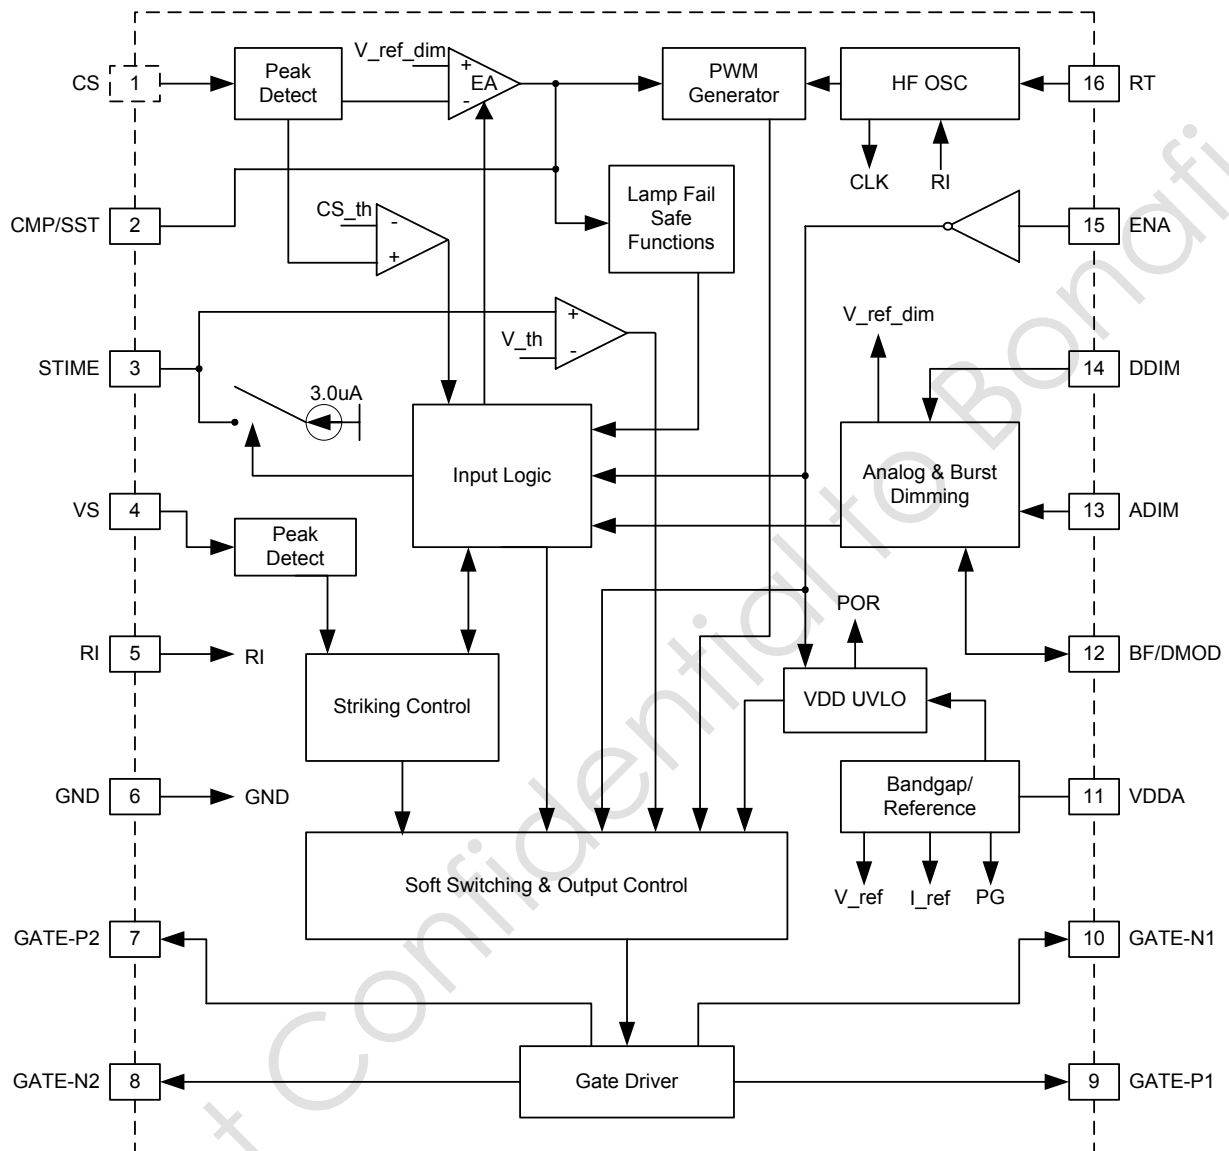 CS
1
Peak
Detect
V_ref_dim
+
-
EA
PWM
Generator
HF OSC
16
RT
CLK
RI
CMP/SST
2
CS_th
-
+
Lamp Fail
Safe
Functions
15
ENA
STIME
3
+
-
V_th
3.0uA
V_ref_dim
14
DDIM
Input Logic
Analog & Burst
Dimming
VS
4
Peak
Detect
13
ADIM
RI
5
RI
Striking Control
POR
VDD UVLO
12
BF/DMOD
GND
6
GND
Bandgap/
Reference
11
VDDA
V_ref
I_ref
PG
Soft Switching & Output Control
GATE-P2
7
10
GATE-N1
GATE-N2
8
Gate Driver
9
GATE-P1
t Confidential to Bonafi